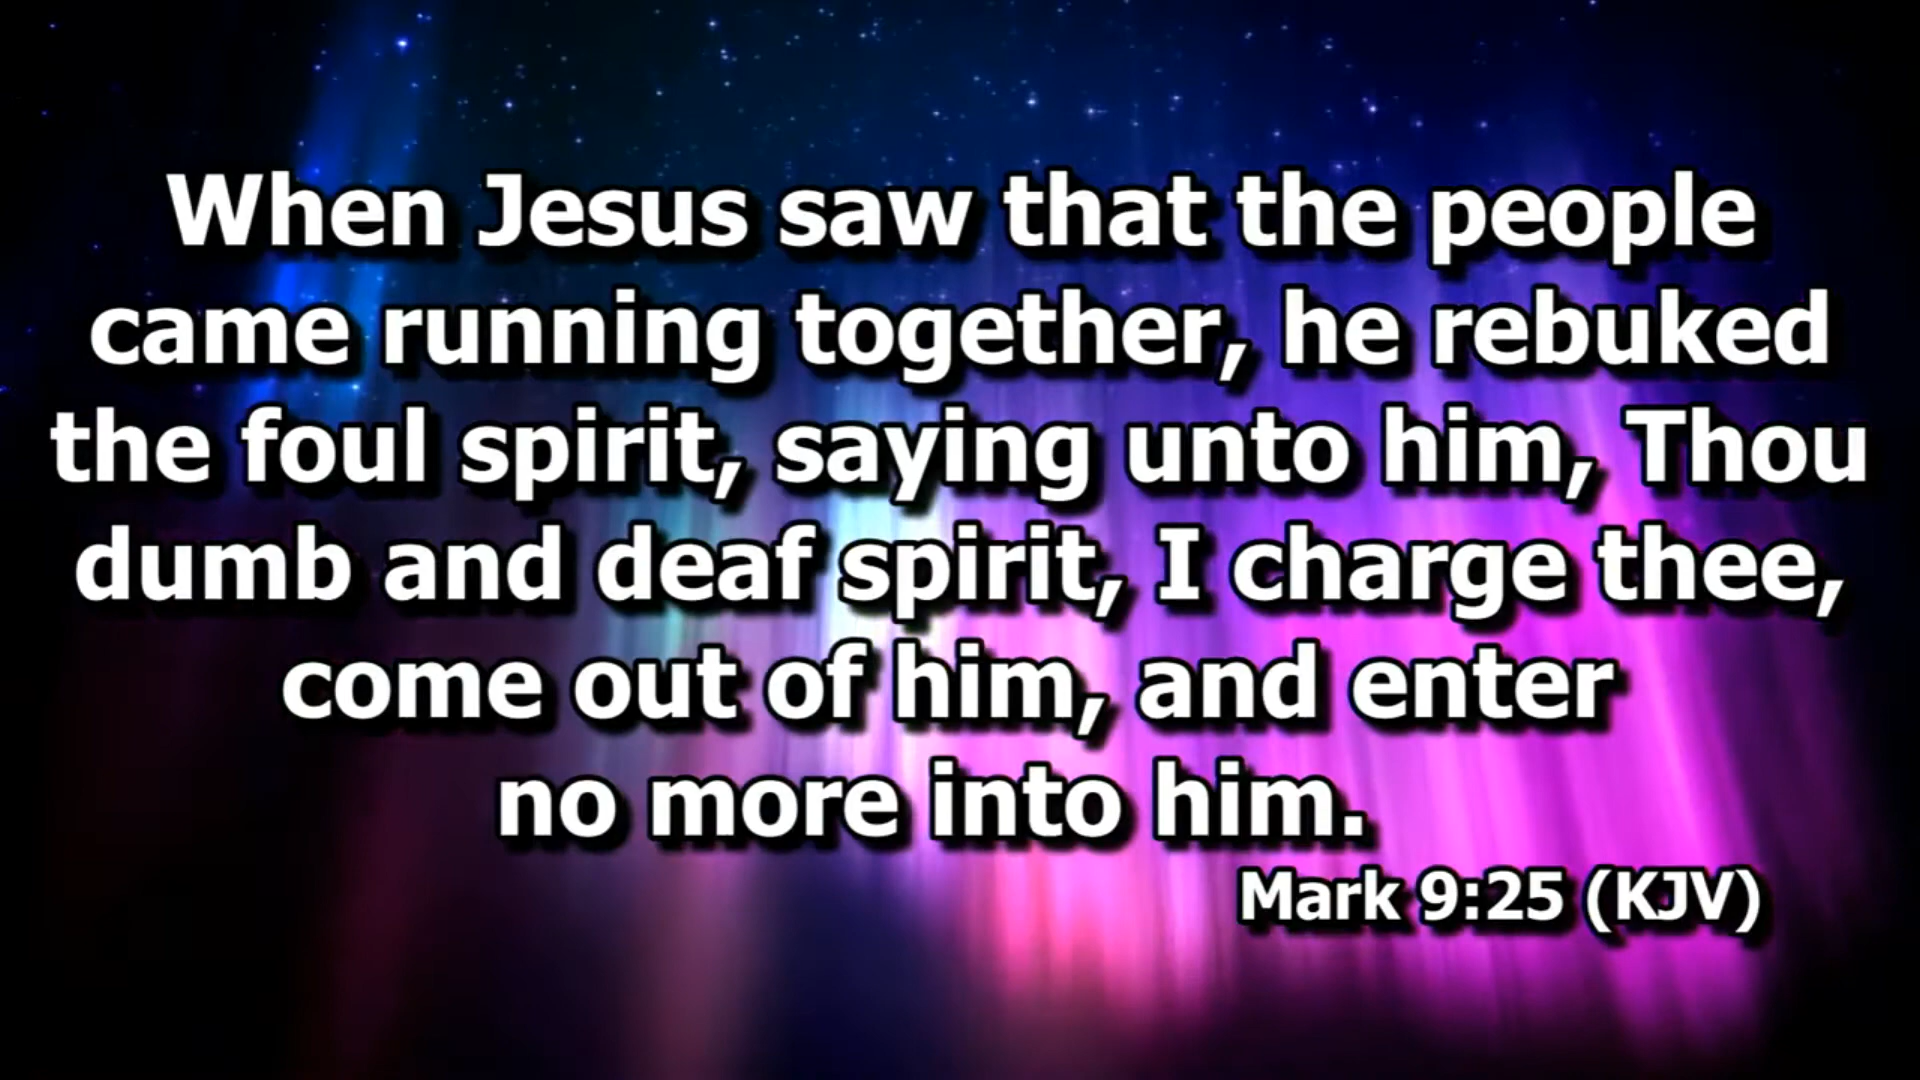 When Jesus saw that the people
came running together, he rebuked
the foul spirit, saying unto him, Thou
dumb and deaf spirit, I charge thee,
come out of him, and enter
no more into him.
Mark 9:25 (KJV)